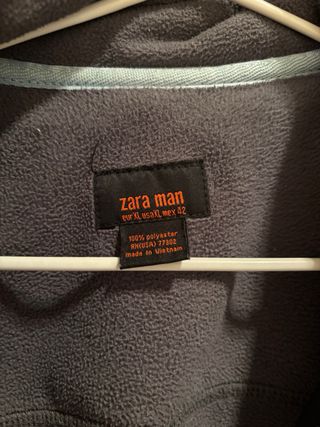 zara man
eur XL usa XL mex 42
100% polyester
RN(USA) 77302
made in Vietnam